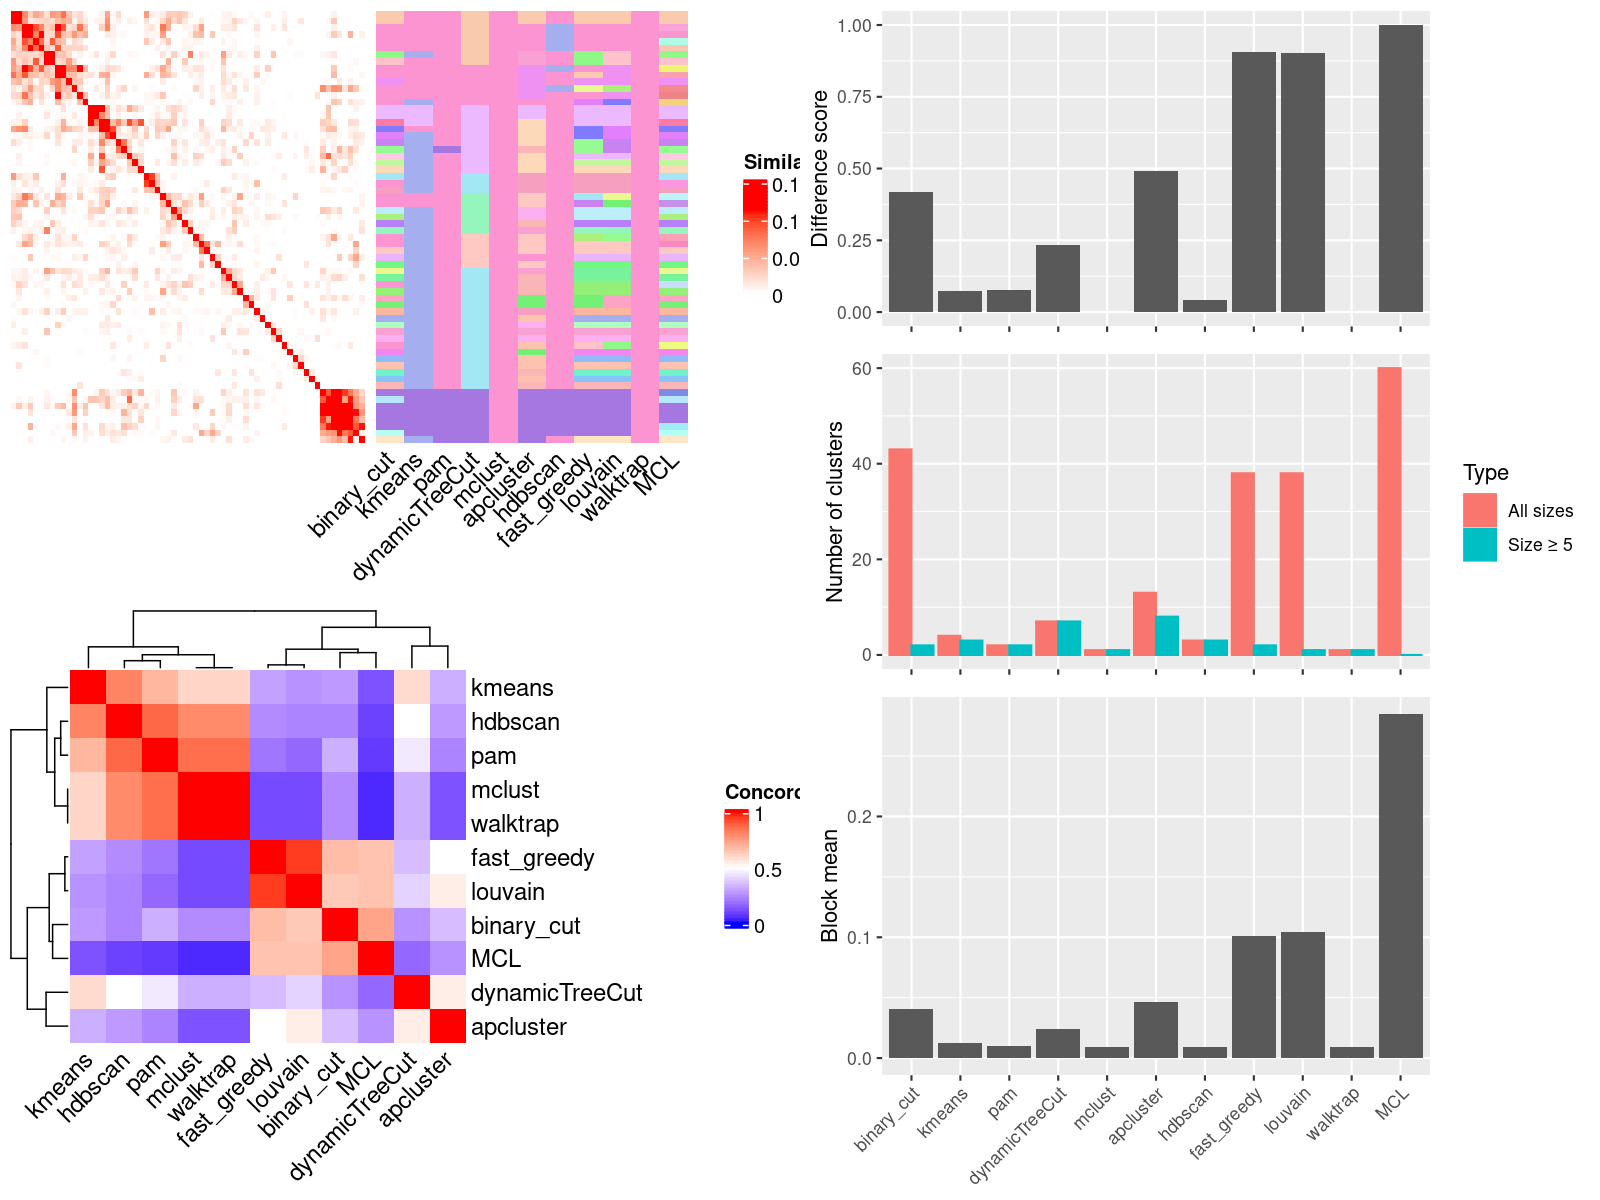 Simila
0.1
0.1
0.0
0
binary_cut
kmeans
pam
dynamicTreeCut
mclust
apcluster
hdbscan
fast_greedy
louvain
walktrap
MCL
kmeans
hdbscan
pam
mclust
walktrap
fast_greedy
louvain
binary_cut
MCL
dynamicTreeCut
apcluster
kmeans
hdbscan
pam
mclust
walktrap
fast_greedy
louvain
binary_cut
MCL
dynamicTreeCut
apcluster
Concord
1
0.5
0
Difference score
1.00
0.75
0.50
0.25
0.00
Number of clusters
60
40
20
0
Type
All sizes
Size ≥ 5
Block mean
0.2
0.1
0.0
binary_cut
kmeans
pam
dynamicTreeCut
mclust
apcluster
hdbscan
fast_greedy
louvain
walktrap
MCL